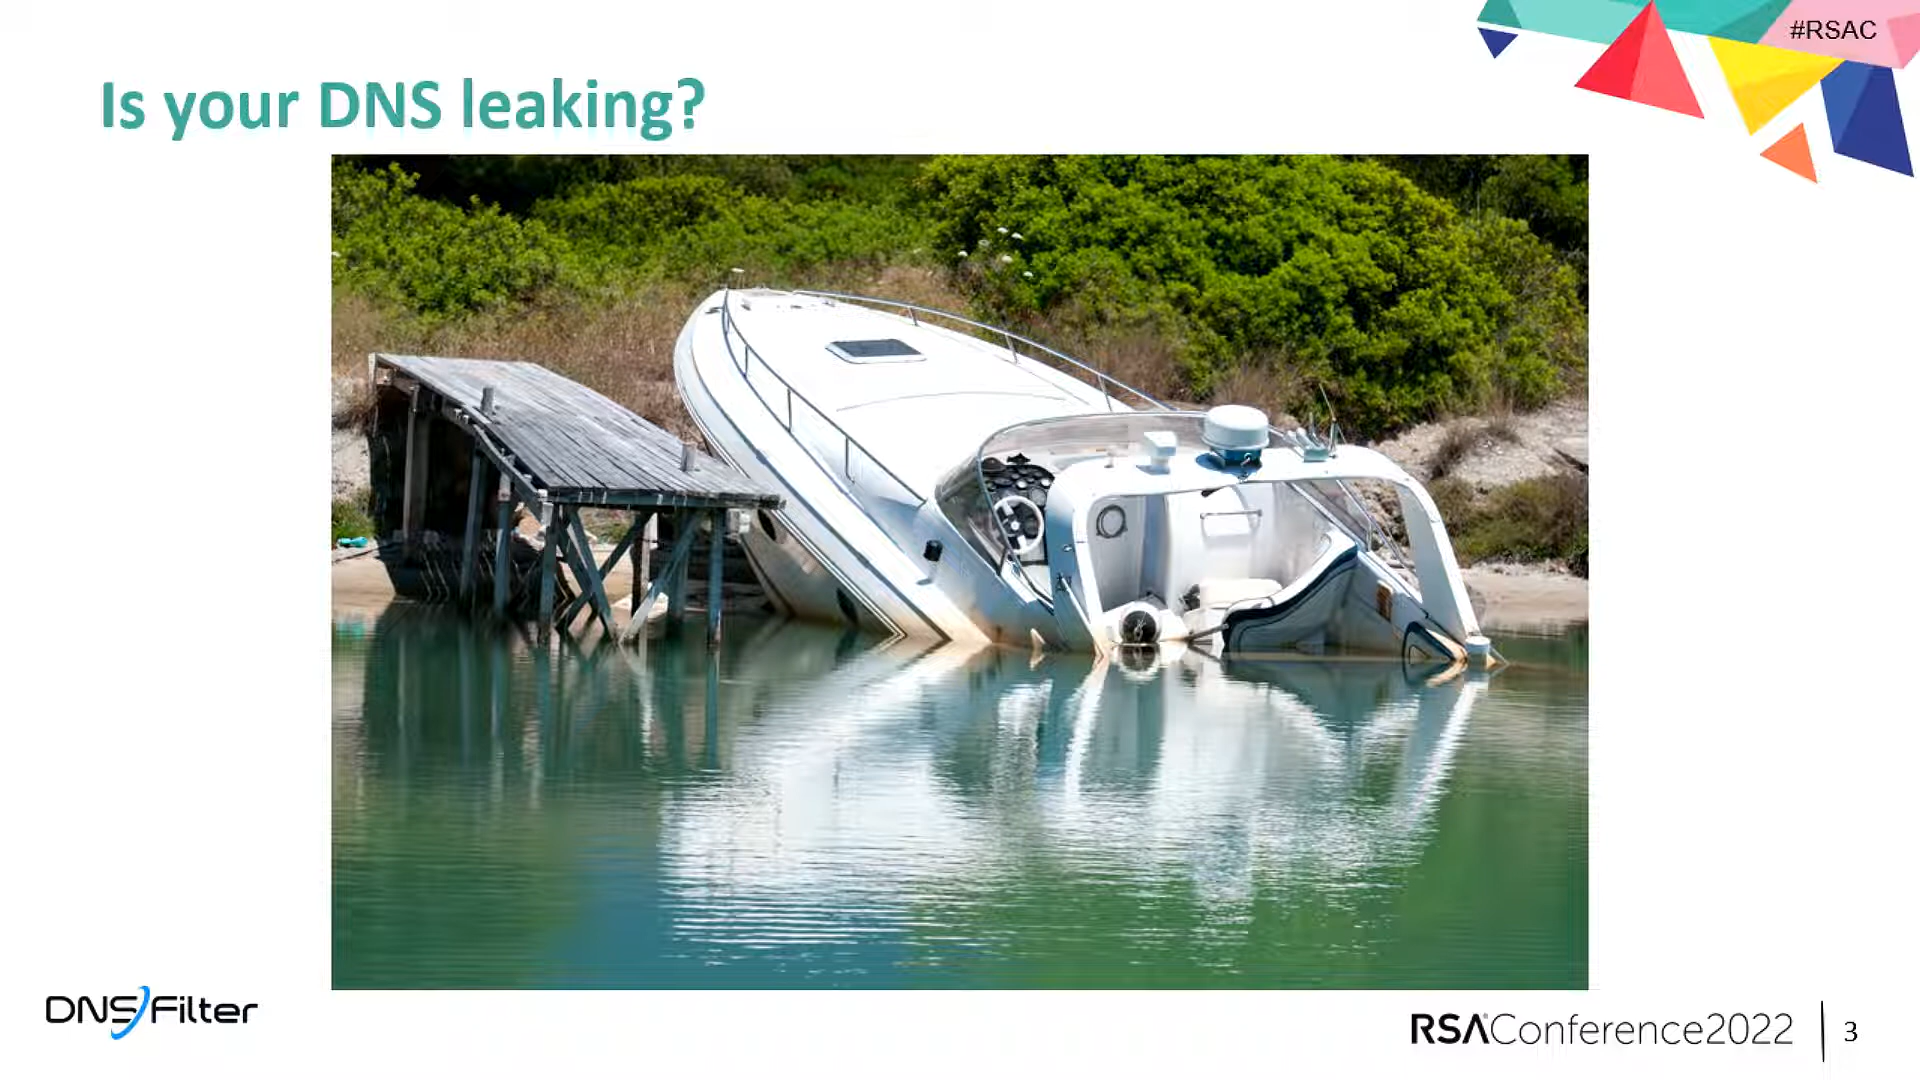 #RSAC
Is your DNS leaking?
DNSFilter
RSAConference2022
3